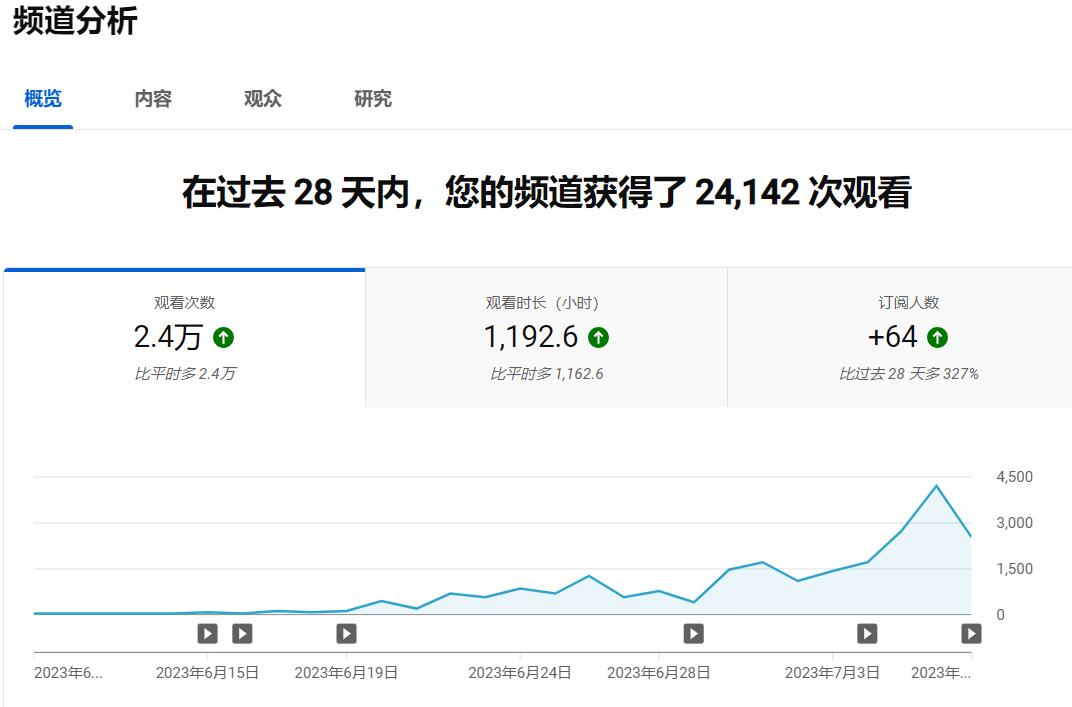 频道分析
概览 内容 观众 研究
在过去 28 天内，您的频道获得了 24,142 次观看
观看次数 观看时长（小时） 订阅人数
2.4万 1,192.6 +64
比平时多 2.4万 比平时多 1,162.6 比过去 28 天多 327%
4,500
3,000
1,500
0
2023年6... 2023年6月15日 2023年6月19日 2023年6月24日 2023年6月28日 2023年7月3日 2023年...